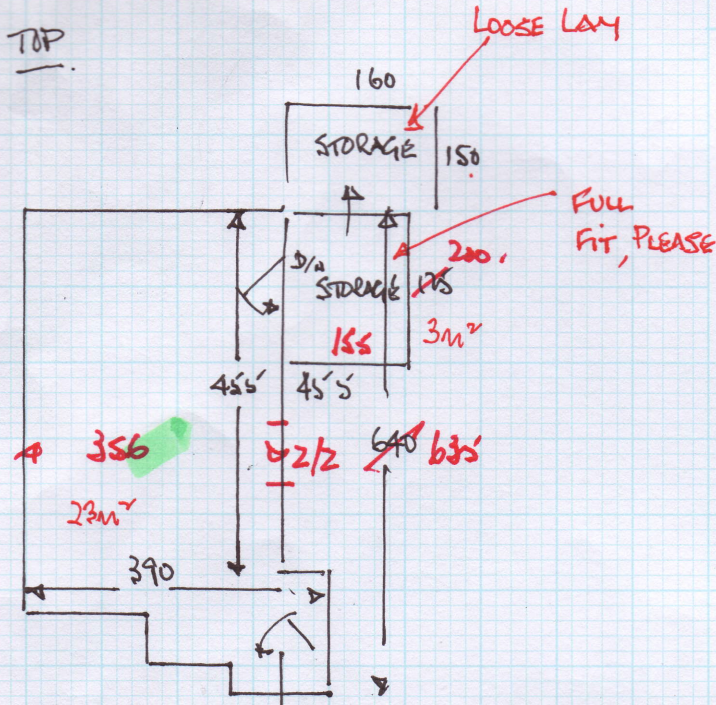 TOP.
LOOSE LAY
160
STORAGE
150
FULL
FIT, PLEASE
D/N
200.
STORAGE
175
155
3m²
455
455
356
2/2
640
635
23m²
390